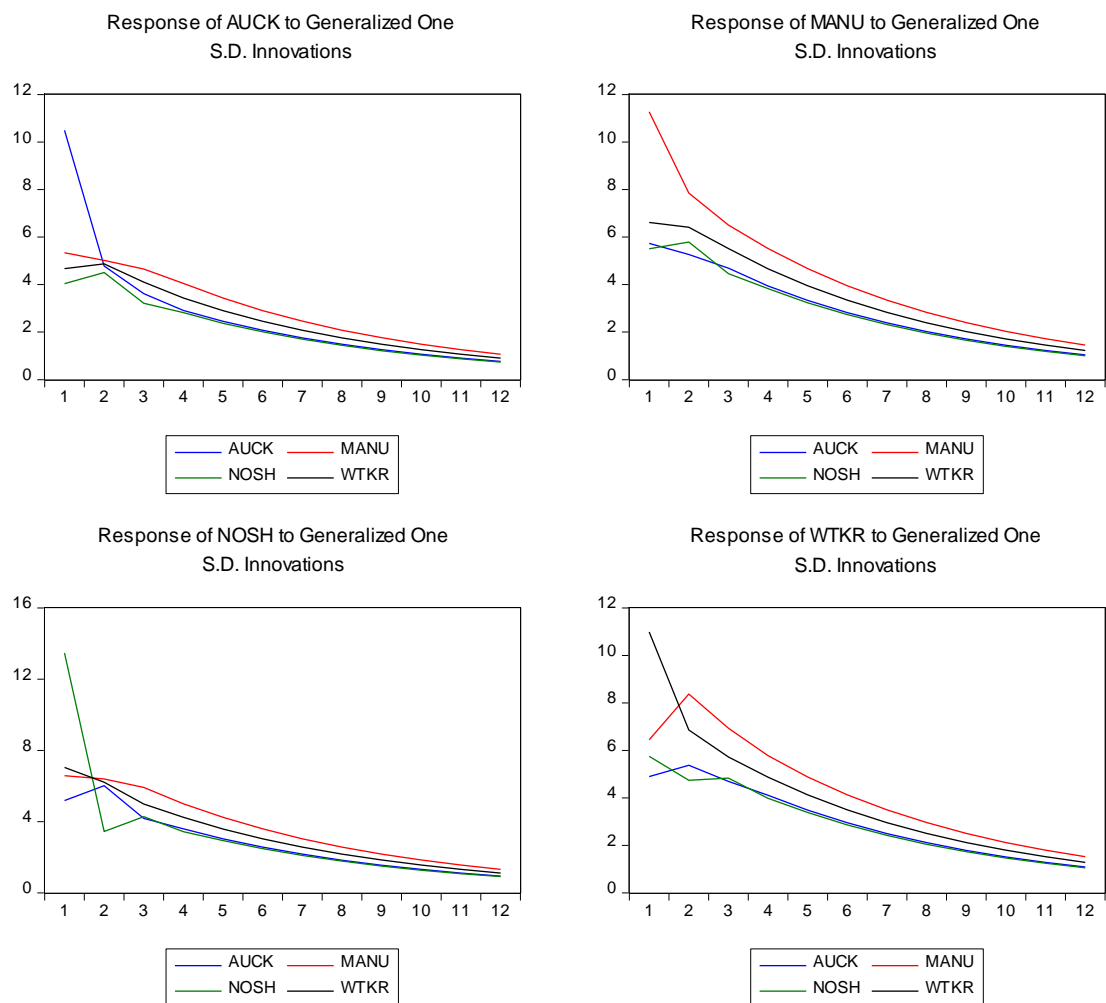 Response of AUCK to Generalized One
S.D. Innovations
12
10
8
6
4
2
0
1 2 3 4 5 6 7 8 9 10 11 12
AUCK MANU
NOSH WTKR
Response of MANU to Generalized One
S.D. Innovations
12
10
8
6
4
2
0
1 2 3 4 5 6 7 8 9 10 11 12
AUCK MANU
NOSH WTKR
Response of NOSH to Generalized One
S.D. Innovations
16
12
8
4
0
1 2 3 4 5 6 7 8 9 10 11 12
AUCK MANU
NOSH WTKR
Response of WTKR to Generalized One
S.D. Innovations
12
10
8
6
4
2
0
1 2 3 4 5 6 7 8 9 10 11 12
AUCK MANU
NOSH WTKR